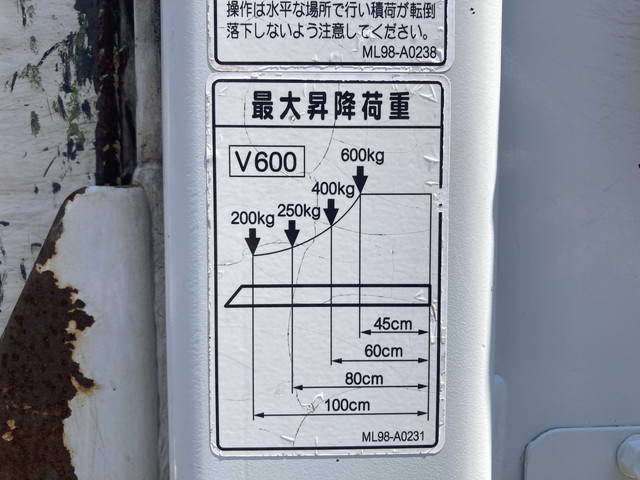 操作は水平な場所で行い積荷が転倒
落下しないよう注意してください。
ML98-A0238
最大昇降荷重
V600
600kg
400kg
250kg
200kg
45cm
60cm
80cm
100cm
ML98-A0231